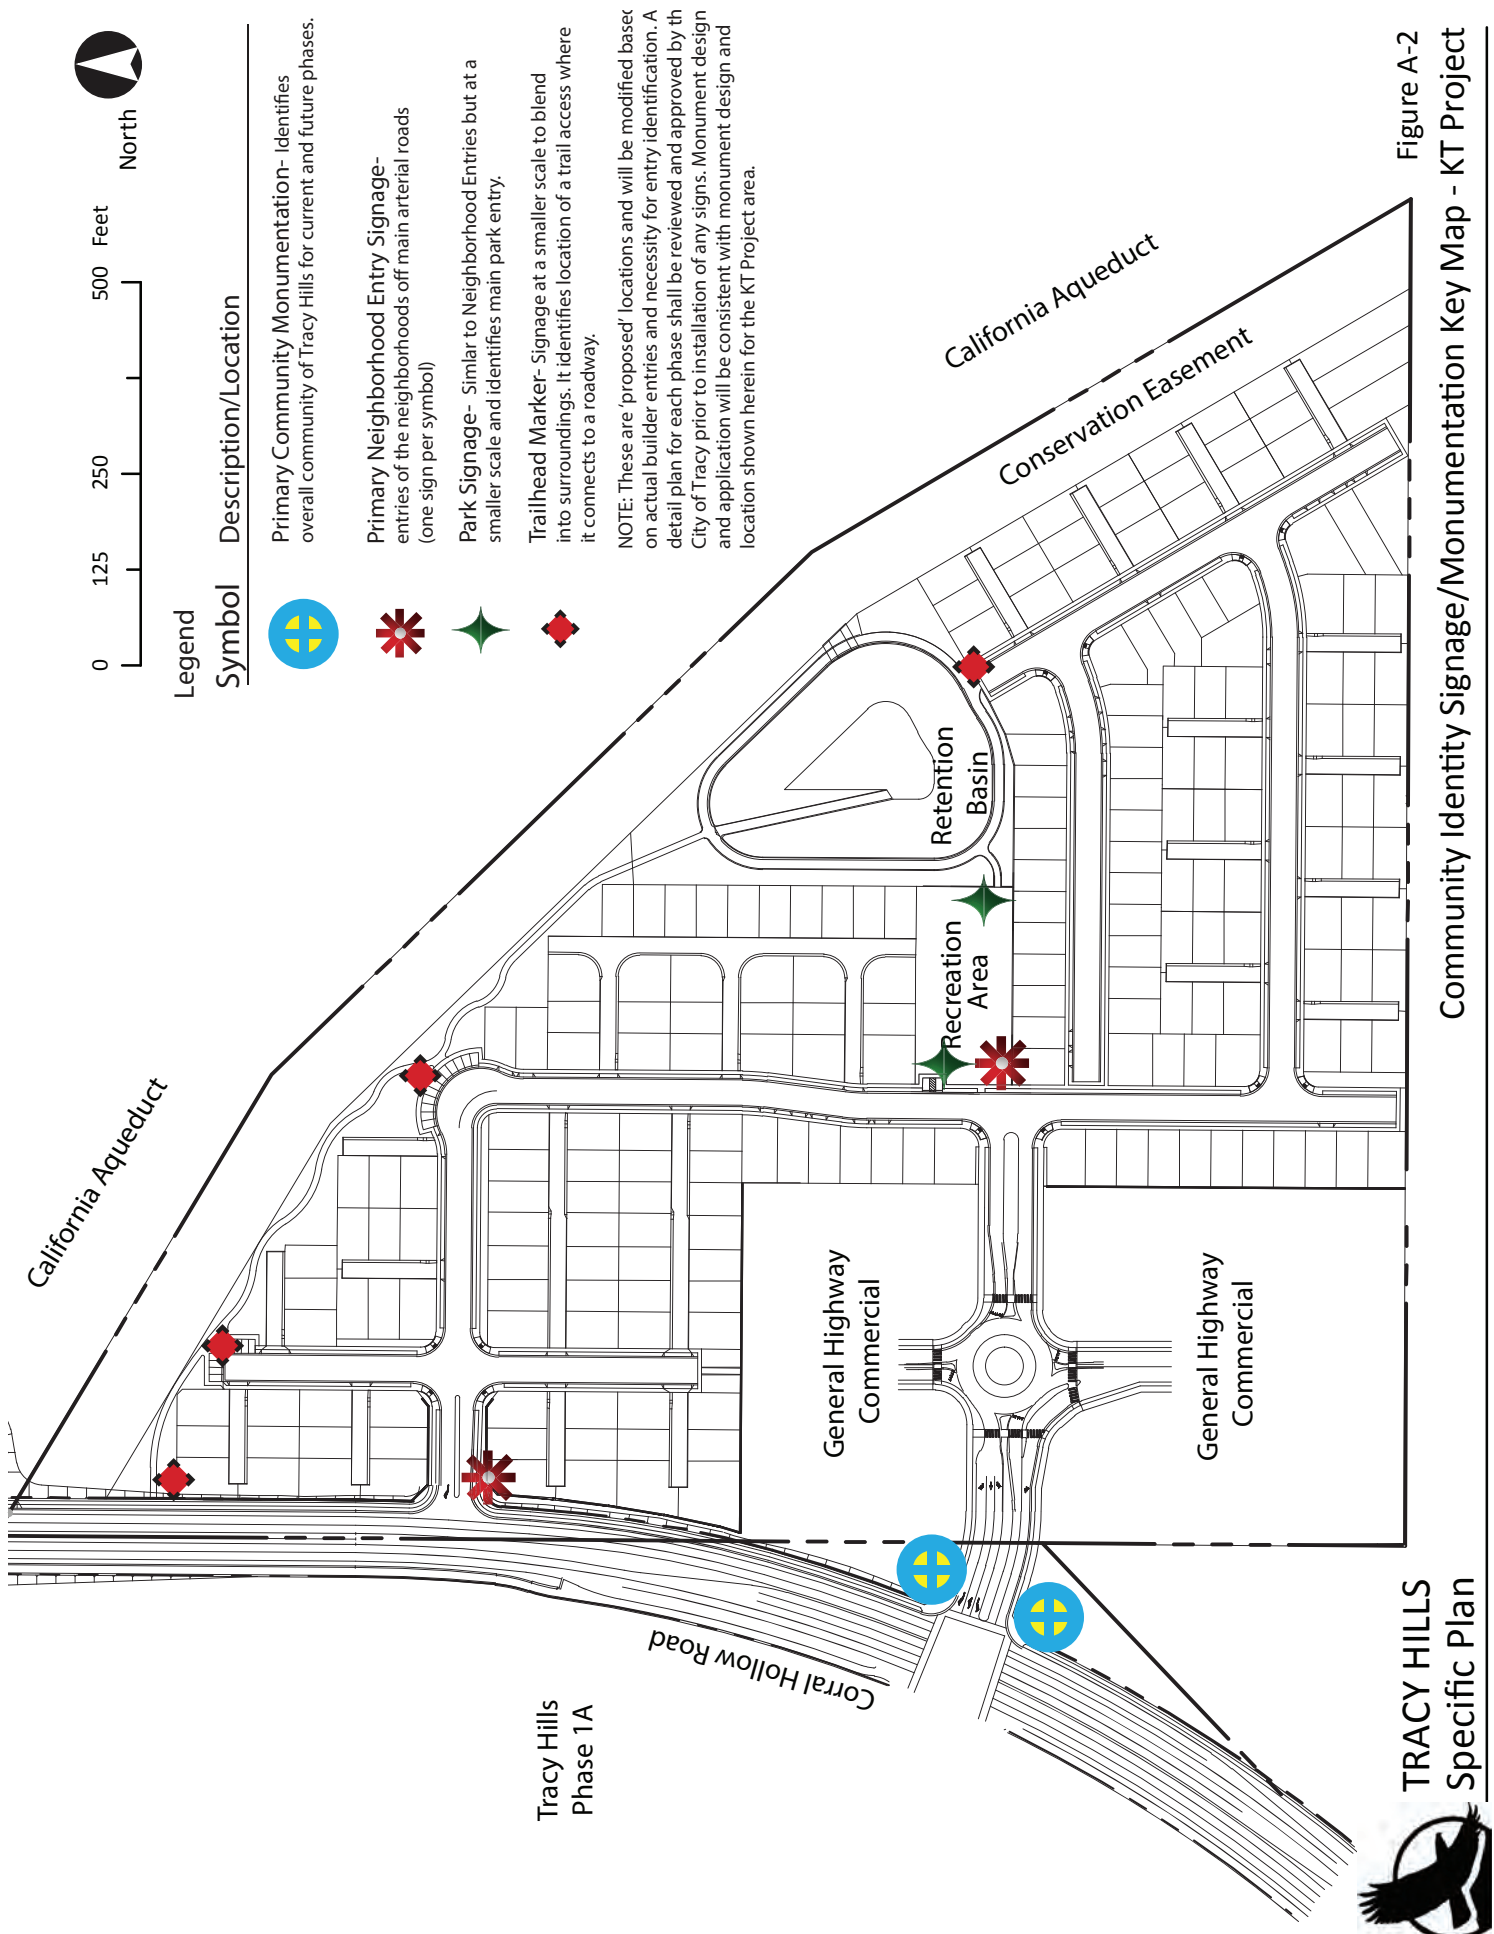 North
0 125 250 500 Feet
Legend
Symbol Description/Location
Primary Community Monumentation- Identifies
overall community of Tracy Hills for current and future phases.
Primary Neighborhood Entry Signage-
entries of the neighborhoods off main arterial roads
(one sign per symbol)
Park Signage- Similar to Neighborhood Entries but at a
smaller scale and identifies main park entry.
Trailhead Marker- Signage at a smaller scale to blend
into surroundings. It identifies location of a trail access where
it connects to a roadway.
NOTE: These are 'proposed' locations and will be modified based
on actual builder entries and necessity for entry identification. A
detail plan for each phase shall be reviewed and approved by th
City of Tracy prior to installation of any signs. Monument design
and application will be consistent with monument design and
location shown herein for the KT Project area.
California Aqueduct
California Aqueduct
Conservation Easement
Retention
Basin
Recreation
Area
General Highway
Commercial
General Highway
Commercial
Corral Hollow Road
Tracy Hills
Phase 1A
TRACY HILLS
Specific Plan
Figure A-2
Community Identity Signage/Monumentation Key Map - KT Project